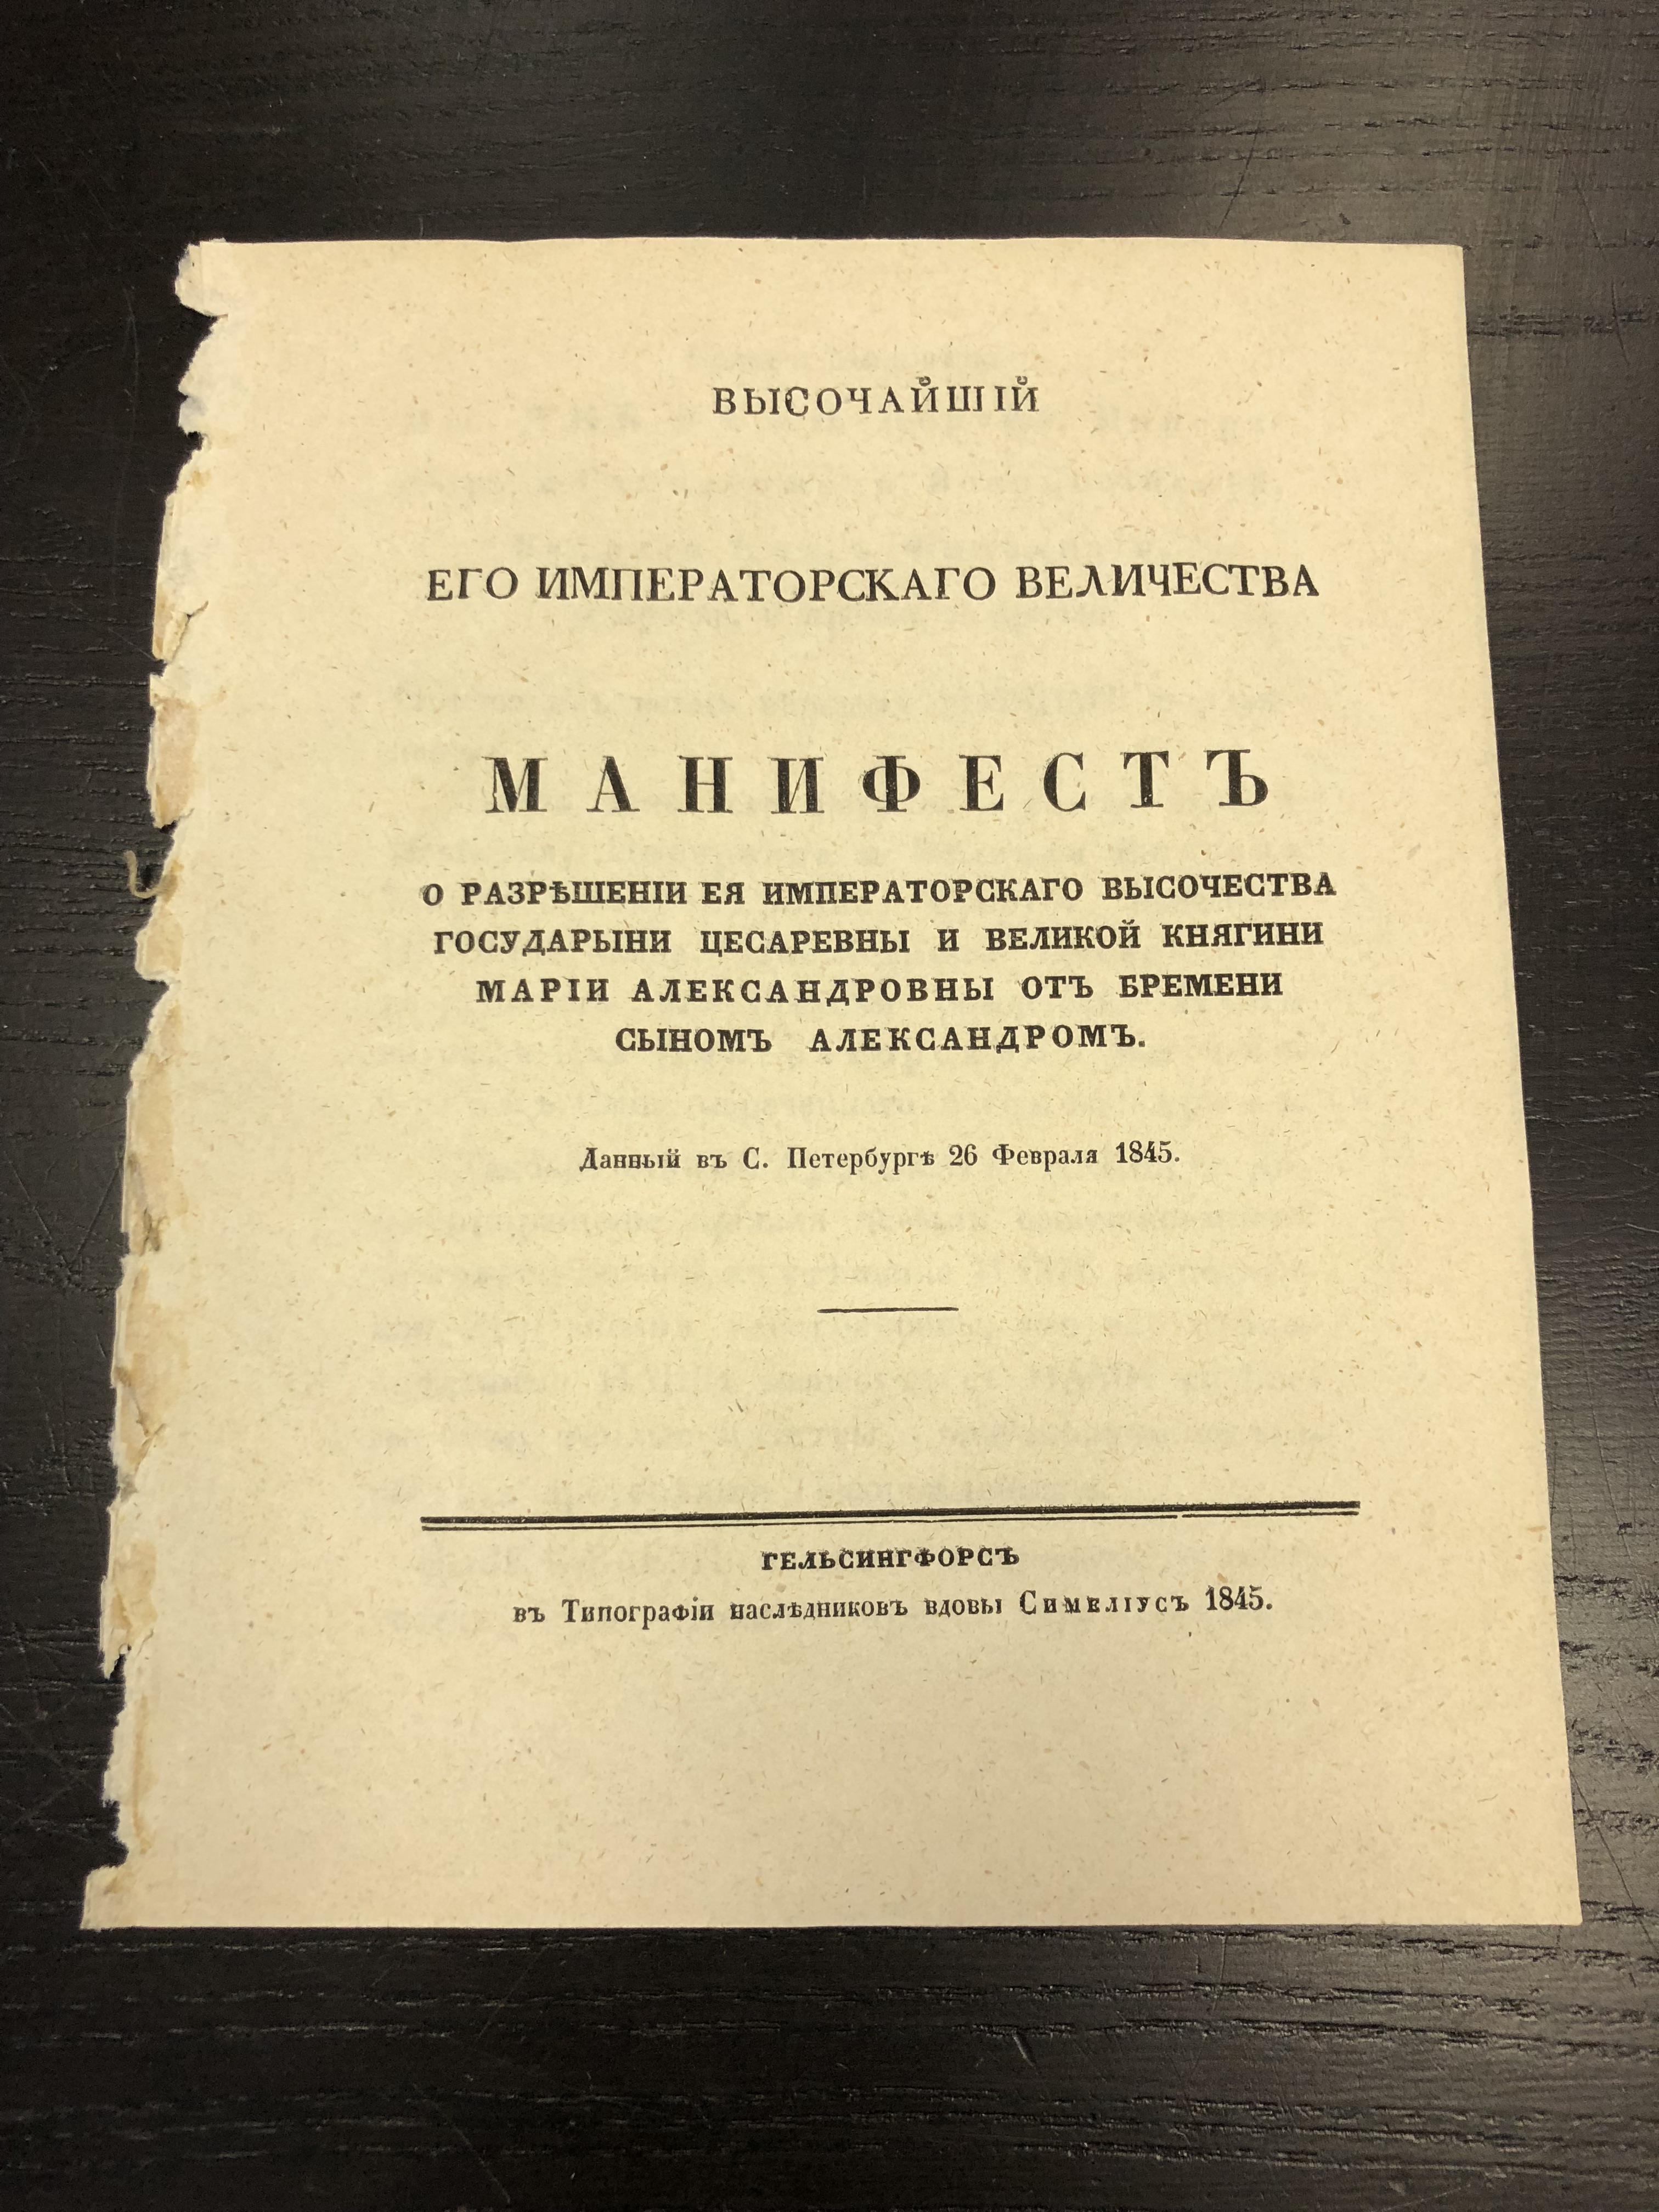 ВЫСОЧАЙШІЙ
ЕГО ИМПЕРАТОРСКАГО ВЕЛИЧЕСТВА
МАНИФЕСТЪ
О РАЗРѢШЕНІИ ЕЯ ИМПЕРАТОРСКАГО ВЫСОЧЕСТВА
ГОСУДАРЫНИ ЦЕСАРЕВНЫ И ВЕЛИКОЙ КНЯГИНИ
МАРІИ АЛЕКСАНДРОВНЫ ОТЪ БРЕМЕНИ
СЫНОМЪ АЛЕКСАНДРОМЪ.
Данный въ С. Петербургѣ 26 Февраля 1845.
ГЕЛЬСИНГФОРСЪ
въ Типографіи наслѣдниковъ вдовы Симеліусъ 1845.